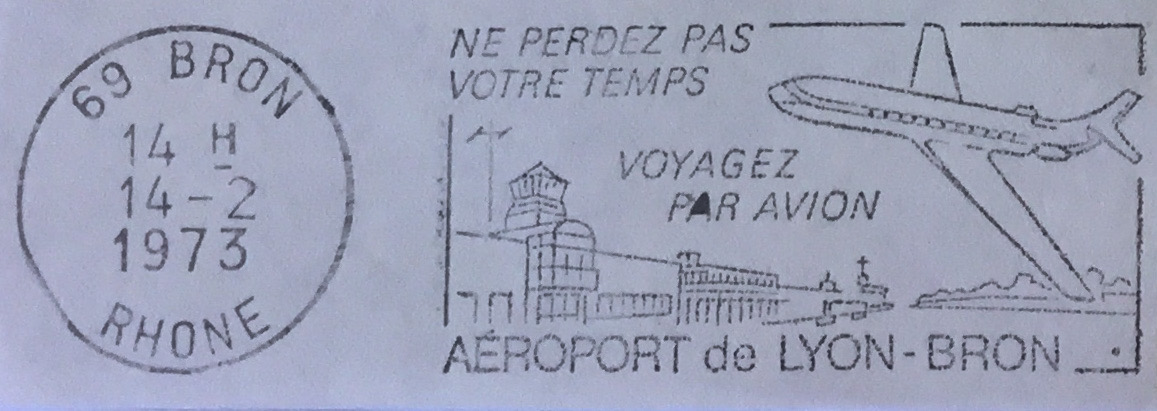 69 BRON
14 H
14-2
1973
RHONE
NE PERDEZ PAS
VOTRE TEMPS
VOYAGEZ
PAR AVION
AÉROPORT de LYON-BRON